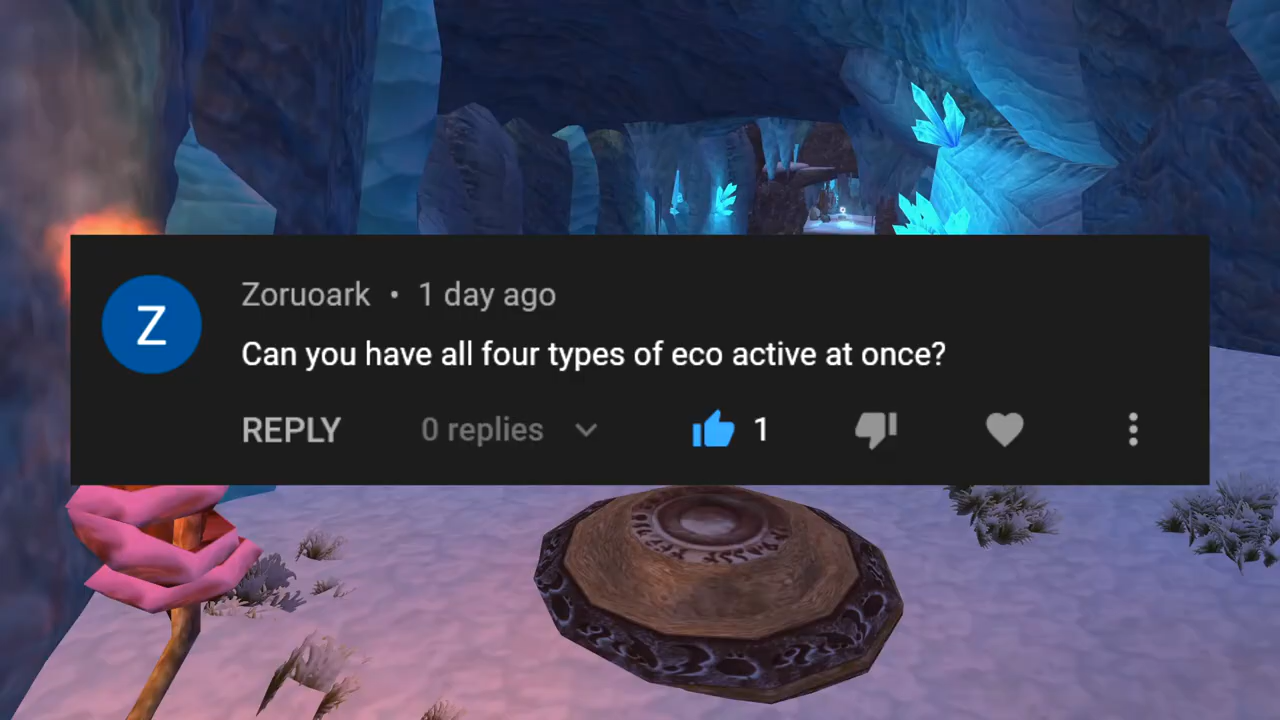 Z
Zoruoark • 1 day ago
Can you have all four types of eco active at once?
REPLY 0 replies 1